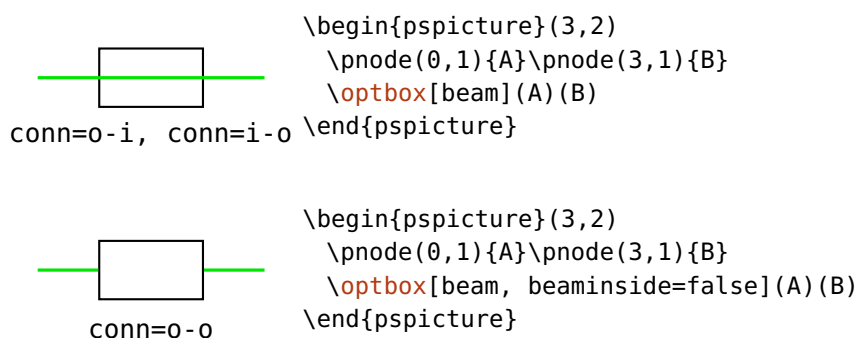 \begin{pspicture}(3,2)
\pnode(0,1){A}\pnode(3,1){B}
\optbox[beam](A)(B)
\end{pspicture}
conn=o-i, conn=i-o
\begin{pspicture}(3,2)
\pnode(0,1){A}\pnode(3,1){B}
\optbox[beam, beaminside=false](A)(B)
\end{pspicture}
conn=o-o